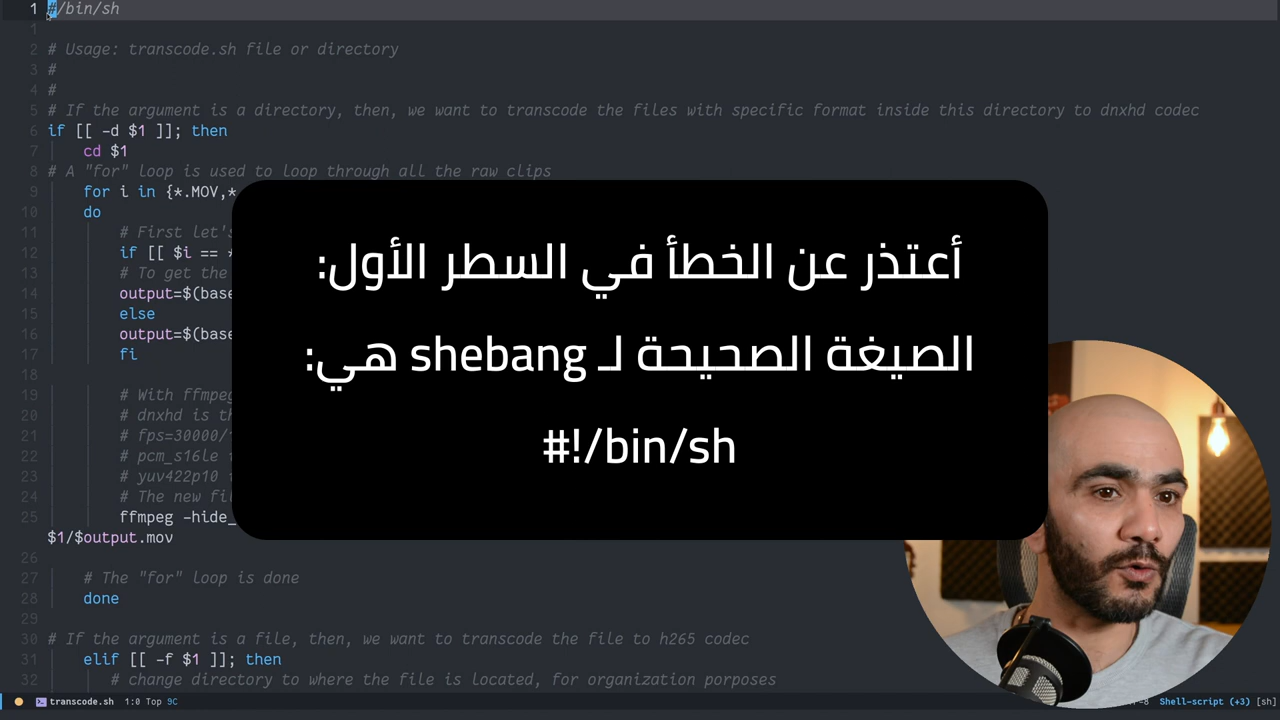 1 #/bin/sh
1
2 # Usage: transcode.sh file or directory
3 #
4 #
5 # If the argument is a directory, then, we want to transcode the files with specific format inside this directory to dnxhd codec
6 if [[ -d $1 ]]; then
7 cd $1
8 # A "for" loop is used to loop through all the raw clips
9 for i in {*.MOV,*
10 do
11 # First let's
12 if [[ $i == *
13 # To get the
14 output=$(base
15 else
16 output=$(base
17 fi
18
19 # With ffmpeg
20 # dnxhd is th
21 # fps=30000/1
22 # pcm_s16le
23 # yuv422p10
24 # The new fil
25 ffmpeg -hide_
$1/$output.mov
26
27 # The "for" loop is done
28 done
29
30 # If the argument is a file, then, we want to transcode the file to h265 codec
31 elif [[ -f $1 ]]; then
32 # change directory to where the file is located, for organization porposes
أعتذر عن الخطأ في السطر الأول:
الصيغة الصحيحة لـ shebang هي:
#!/bin/sh
transcode.sh 1:0 Top 9C
Shell-script (+3) [sh]